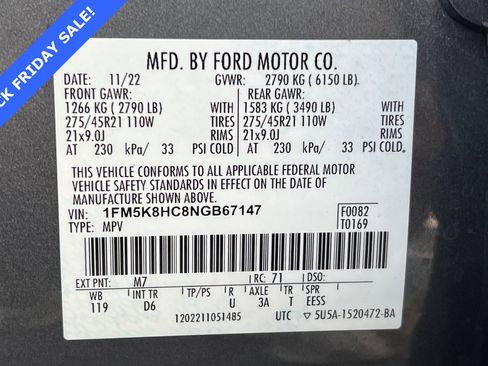 CK FRIDAY SALE!
MFD. BY FORD MOTOR CO.
DATE: 11/22 GVWR: 2790 KG ( 6150 LB)
FRONT GAWR: REAR GAWR:
1266 KG ( 2790 LB) WITH 1583 KG ( 3490 LB) WITH
275/45R21 110W TIRES 275/45R21 110W TIRES
21x9.0J RIMS 21x9.0J RIMS
AT 230 kPa/ 33 PSI COLD AT 230 kPa/ 33 PSI COLD
THIS VEHICLE CONFORMS TO ALL APPLICABLE FEDERAL MOTOR
VEHICLE SAFETY STANDARDS IN EFFECT ON THE DATE OF
MANUFACTURE SHOWN ABOVE.
VIN: 1FM5K8HC8NGB67147 F0082
TYPE: MPV T0169
EXT PNT: M7 RC: 71 DSO:
WB INT TR TP/PS R AXLE TR SPR
119 D6 U 3A T EESS
1202211051485 UTC ▽ 5U5A-1520472-BA